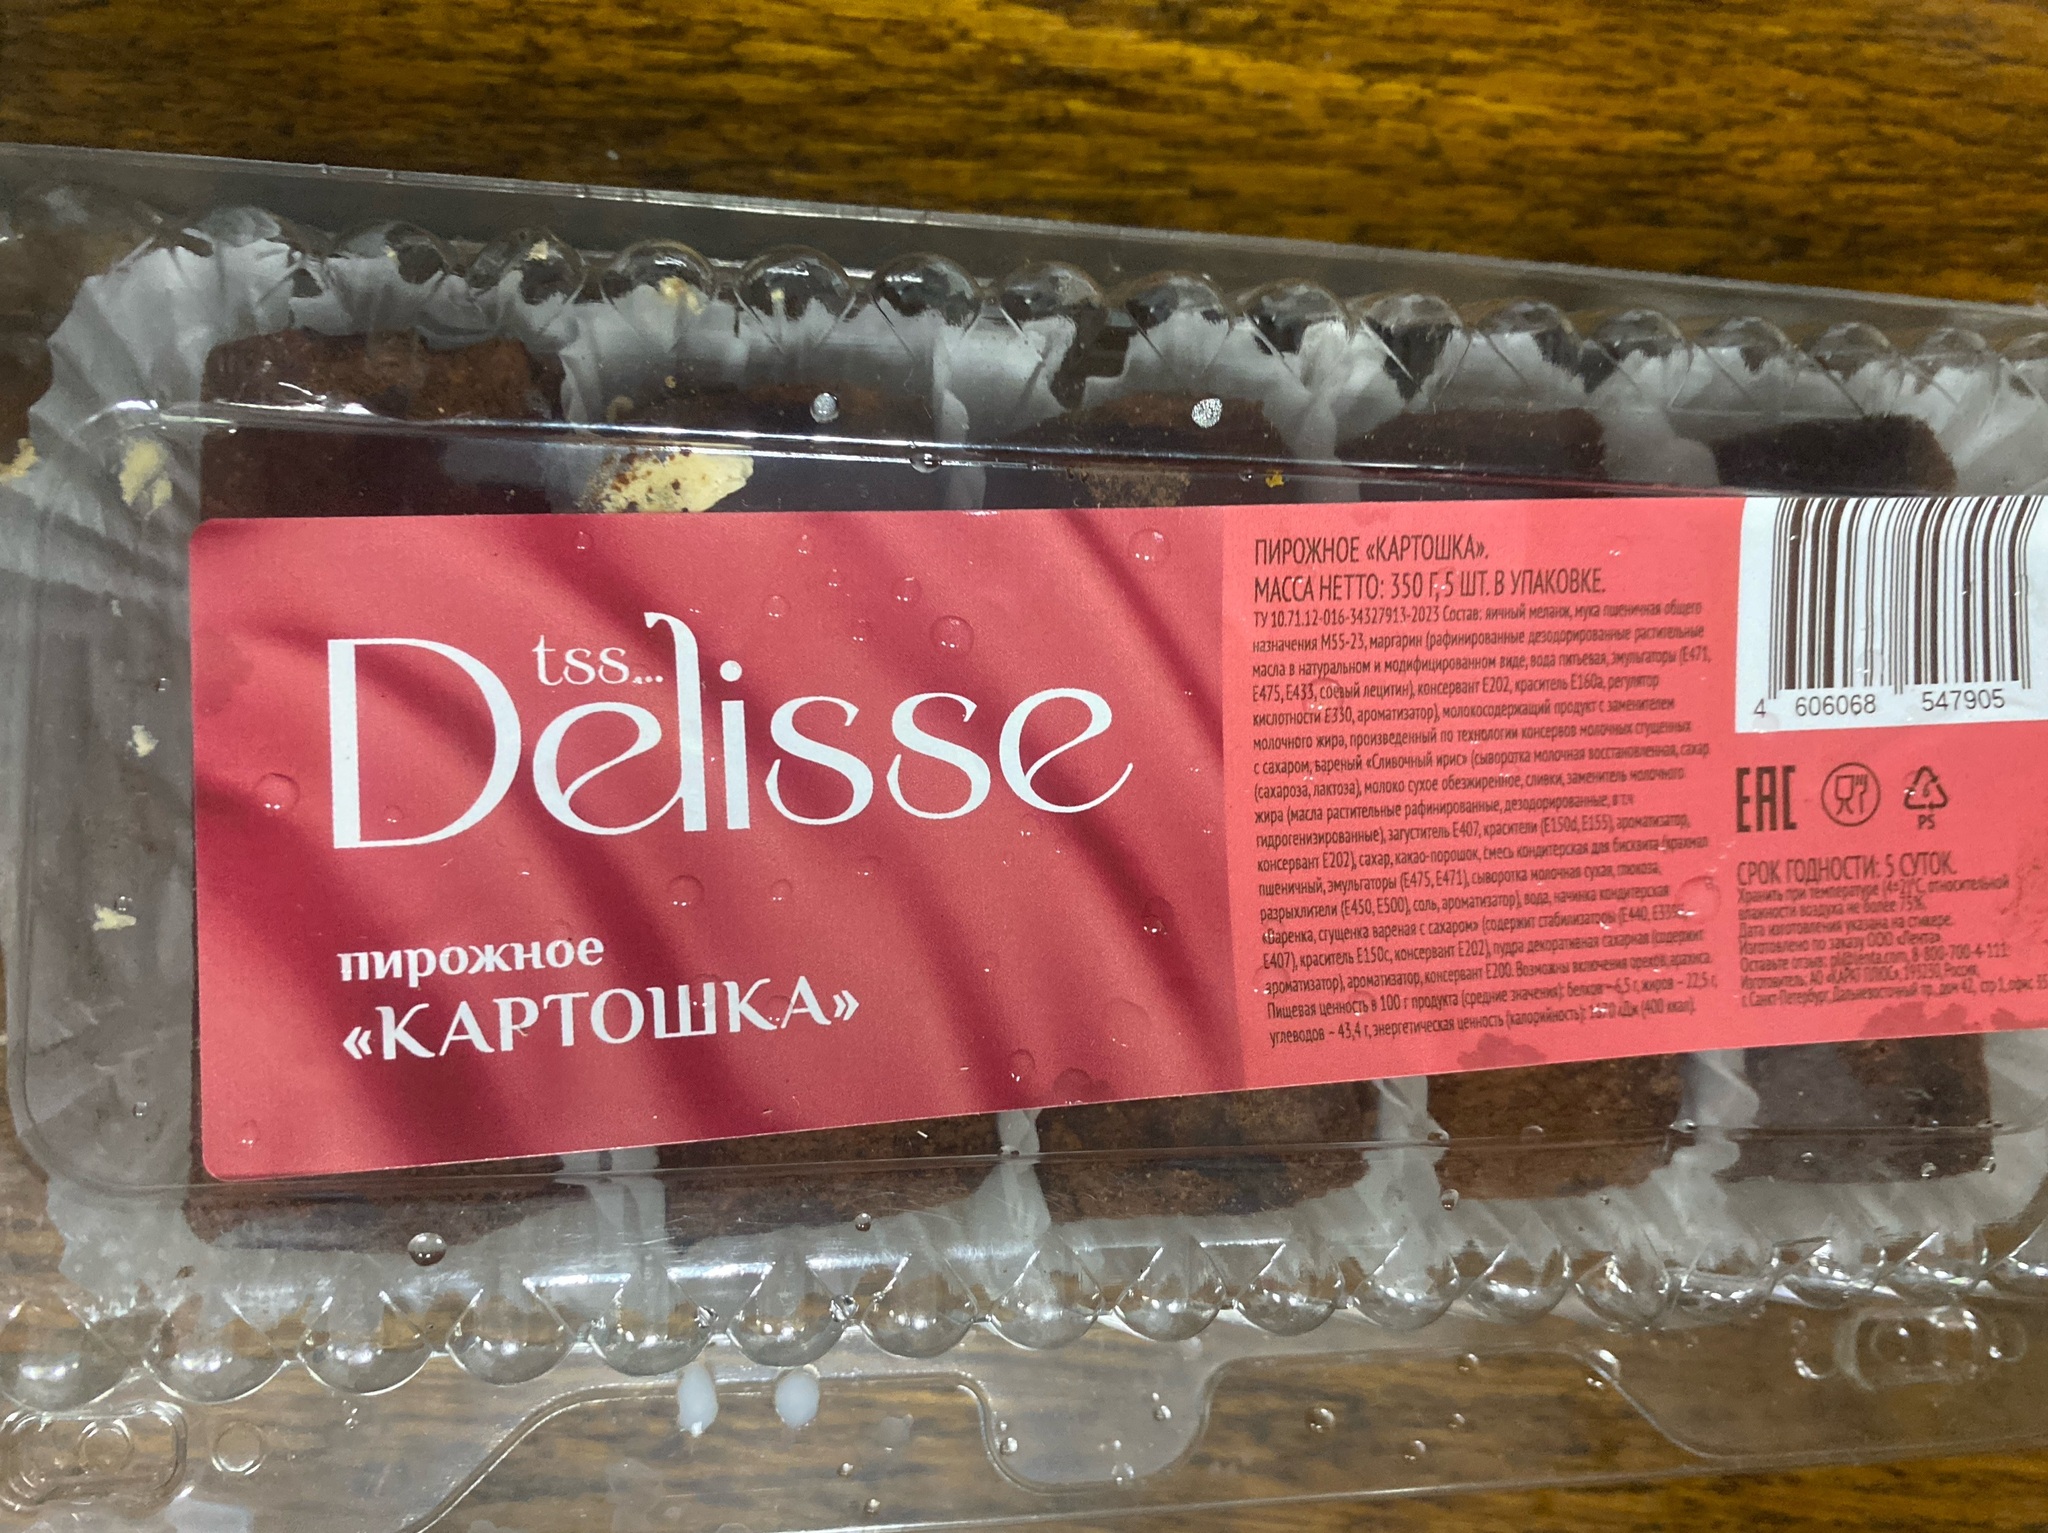 tss...
Delisse
пирожное
«КАРТОШКА»
ПИРОЖНОЕ «КАРТОШКА».
МАССА НЕТТО: 350 Г, 5 ШТ. В УПАКОВКЕ.
ТУ 10.71.12-016-34327913-2023 Состав: яичный меланж, мука пшеничная общего
назначения М55-23, маргарин (рафинированные дезодорированные растительные
масла в натуральном и модифицированном виде, вода питьевая, эмульгаторы (Е471,
Е475, Е433, соевый лецитин), консервант Е202, краситель Е160а, регулятор
кислотности Е330, ароматизатор), молокосодержащий продукт с заменителем
молочного жира, произведенный по технологии консервов молочных сгущенных
с сахаром, вареный «Сливочный ирис» (сыворотка молочная восстановленная, сахар
(сахароза, лактоза), молоко сухое обезжиренное, сливки, заменитель молочного
жира (масла растительные рафинированные, дезодорированные, в т.ч
гидрогенизированные), загуститель Е407, красители (Е150d, Е155), ароматизатор,
консервант Е202), сахар, какао-порошок, смесь кондитерская для бисквита (крахмал
пшеничный, эмульгаторы (Е475, Е471), сыворотка молочная сухая, глюкоза,
разрыхлители (Е450, Е500), соль, ароматизатор), вода, начинка кондитерская
«Варенка, сгущенка вареная с сахаром» (содержит стабилизаторы (Е440, Е339,
Е407), краситель Е150с, консервант Е202), пудра декоративная сахарная (содержит
ароматизатор), ароматизатор, консервант Е200. Возможны включения орехов, арахиса.
Пищевая ценность в 100 г продукта (средние значения): белков – 6,5 г, жиров – 22,5 г,
углеводов – 43,4 г, энергетическая ценность (калорийность): 1670 кДж (400 ккал).
4 606068 547905
EAC
PS
СРОК ГОДНОСТИ: 5 СУТОК.
Хранить при температуре (4±2)°С, относительной
влажности воздуха не более 75%.
Дата изготовления указана на стикере.
Изготовлено по заказу ООО «Лента».
Оставьте отзыв: pl@lenta.com, 8-800-700-4-111
Изготовитель: АО «КАРАТ ПЛЮС», 193230, Россия,
г. Санкт-Петербург, Дальневосточный пр., дом 42, стр 1, офис